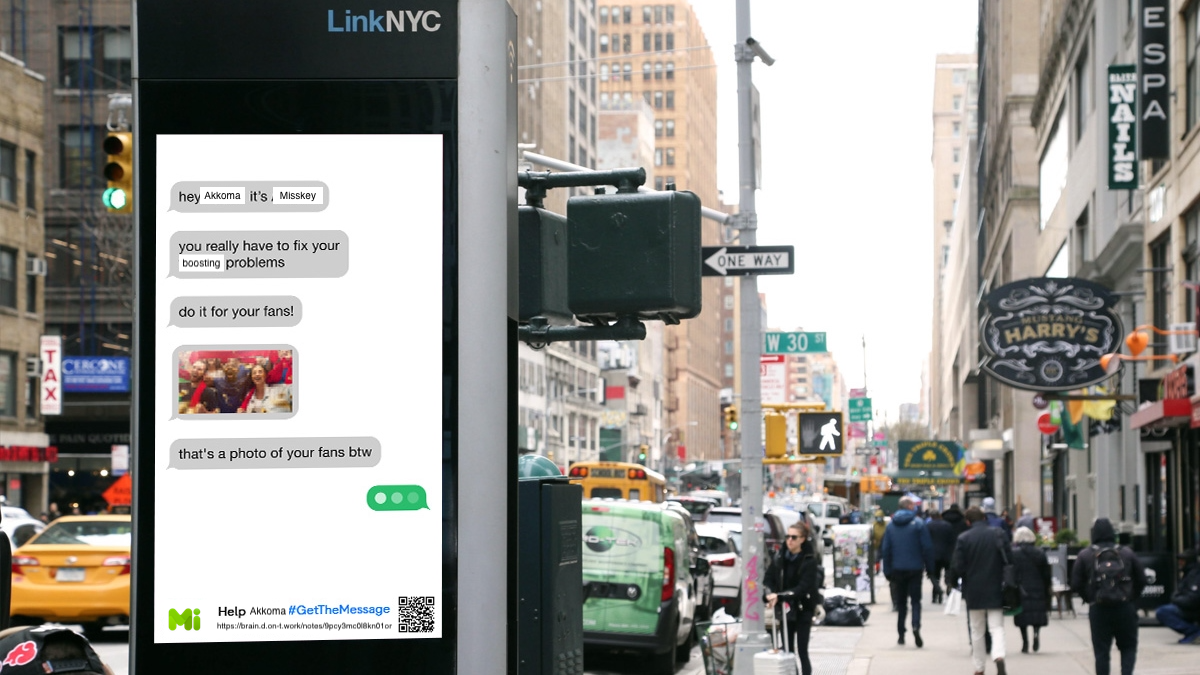 LinkNYC
hey Akkoma it's Misskey
you really have to fix your
boosting problems
do it for your fans!
that's a photo of your fans btw
Mi
Help Akkoma #GetTheMessage
https://brain.d.on-t.work/notes/9pcy3mc0l8kn01or
TAX
CERCONE
ONE WAY
W 30 ST
MUSTANG
HARRY'S
NAILS
ESPA